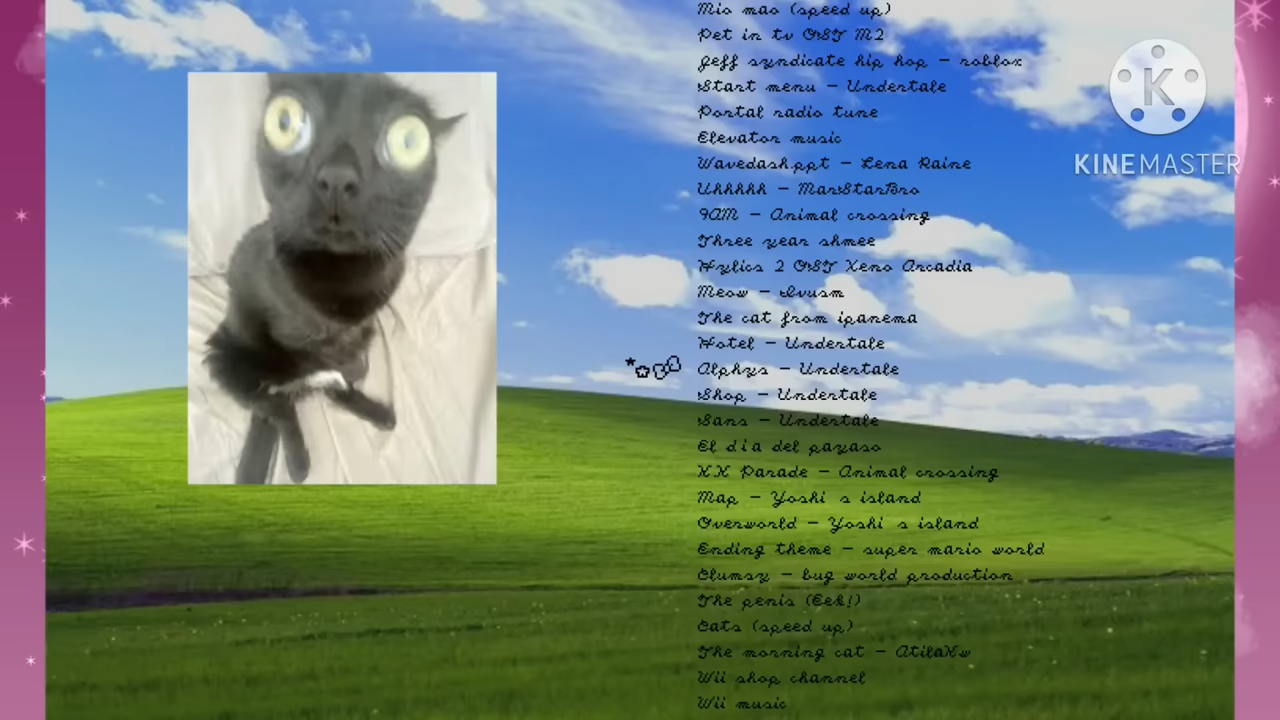 Mio mao (speed up)
Pet in tv OST M2
Jeff syndicate hip hop - roblox
Start menu - Undertale
Portal radio tune
Elevator music
Wavedash.ppt - Lena Raine
Uhhhhh - MarStarBro
9AM - Animal crossing
Three year shmee
Hylics 2 OST Xeno Arcadia
Meow - Ivusm
The cat from ipanema
Hotel - Undertale
Alphys - Undertale
Shop - Undertale
Sans - Undertale
El día del payaso
KK Parade - Animal crossing
Map - Yoshi s island
Overworld - Yoshi s island
Ending theme - super mario world
Clumsy - bug world production
The penis (Eek!)
Cats (speed up)
The morning cat - AtilaKw
Wii shop channel
Wii music
K
KINEMASTER